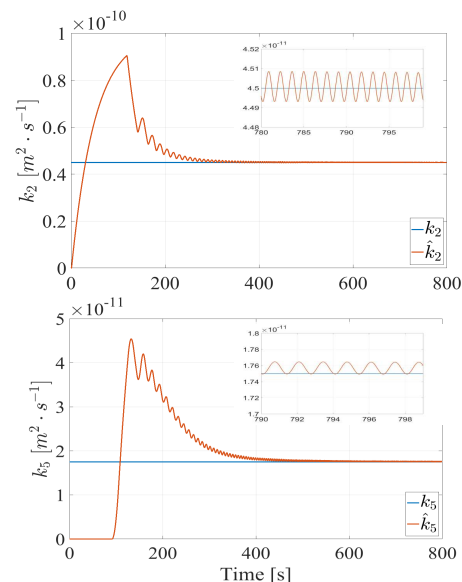 ×10⁻¹⁰
1
0.8
0.6
0.4
0.2
0
k₂ [m² · s⁻¹]
×10⁻¹¹
4.52
4.51
4.5
4.49
4.48
780 785 790 795
k₂
k̂₂
0 200 400 600 800
×10⁻¹¹
5
4
3
2
1
0
k₅ [m² · s⁻¹]
×10⁻¹¹
1.8
1.78
1.76
1.74
1.72
1.7
790 792 794 796 798
k₅
k̂₅
0 200 400 600 800
Time [s]